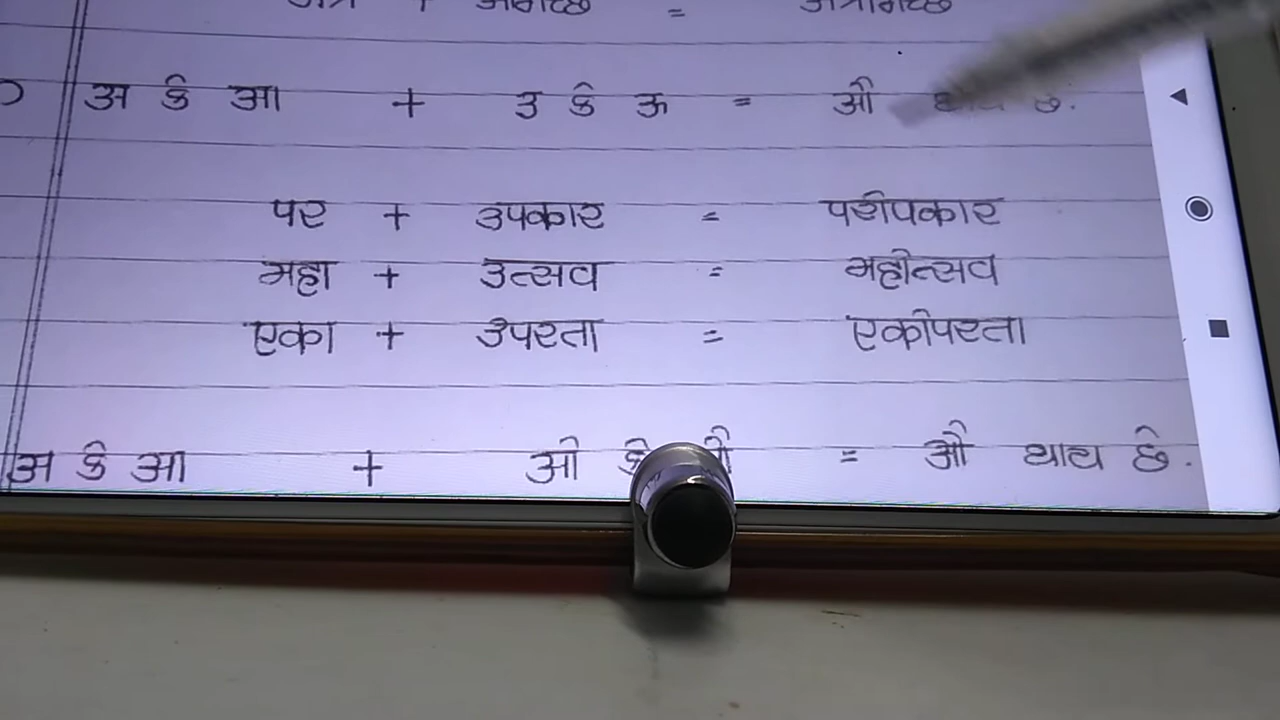 अ के आ + उ के ऊ = औ थाय छे.
पर + उपकार = परोपकार
महा + उत्सव = महोत्सव
एका + उपरता = एकोपरता
अ के आ + ओ के औ = औ थाय छे.